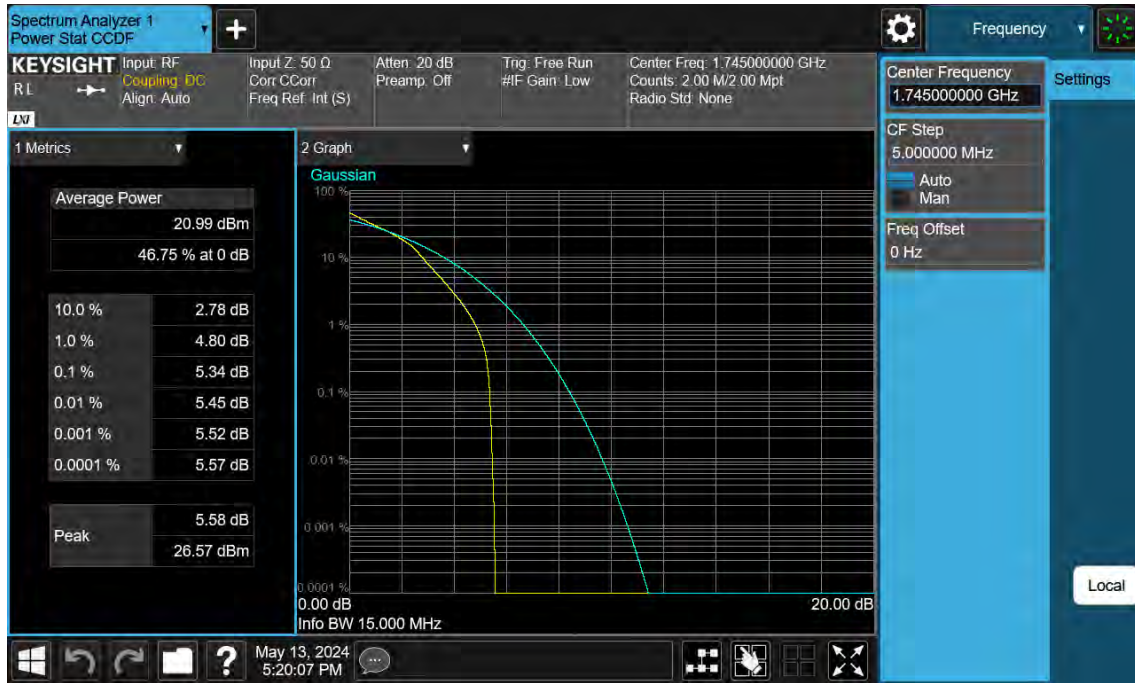 Spectrum Analyzer 1
Power Stat CCDF
Frequency
KEYSIGHT
RL
LXI
Input: RF
Coupling: DC
Align: Auto
Input Z: 50 Ω
Corr CCorr
Freq Ref: Int (S)
Atten: 20 dB
Preamp: Off
Trig: Free Run
#IF Gain: Low
Center Freq: 1.745000000 GHz
Counts: 2.00 M/2.00 Mpt
Radio Std: None
Center Frequency
1.745000000 GHz
Settings
CF Step
5.000000 MHz
Auto
Man
Freq Offset
0 Hz
Local
1 Metrics
Average Power
20.99 dBm
46.75 % at 0 dB
10.0 % 2.78 dB
1.0 % 4.80 dB
0.1 % 5.34 dB
0.01 % 5.45 dB
0.001 % 5.52 dB
0.0001 % 5.57 dB
Peak
5.58 dB
26.57 dBm
2 Graph
Gaussian
100 %
10 %
1 %
0.1 %
0.01 %
0.001 %
0.0001 %
0.00 dB 20.00 dB
Info BW 15.000 MHz
?
May 13, 2024
5:20:07 PM